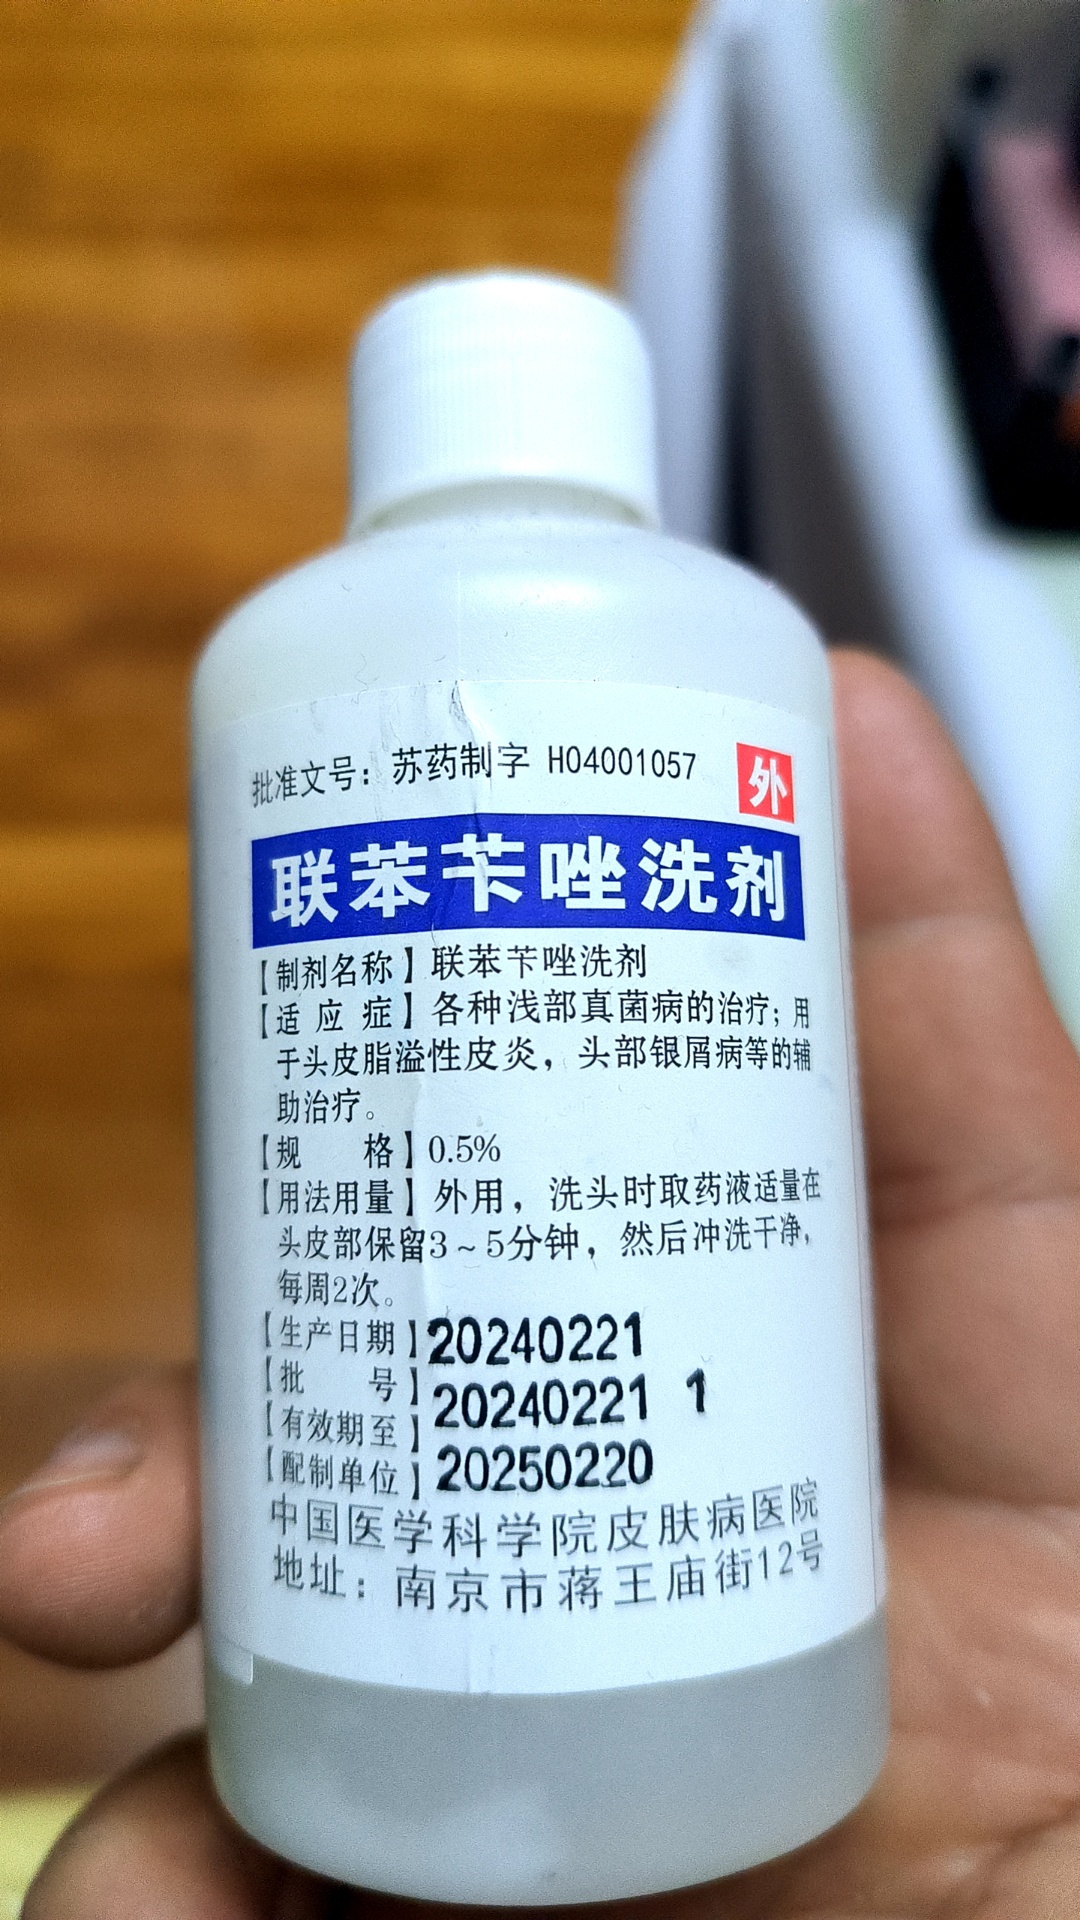 批准文号：苏药制字 H04001057
外
联苯苄唑洗剂
【制剂名称】联苯苄唑洗剂
【适应症】各种浅部真菌病的治疗；用
于头皮脂溢性皮炎，头部银屑病等的辅
助治疗。
【规 格】0.5%
【用法用量】外用，洗头时取药液适量在
头皮部保留3～5分钟，然后冲洗干净，
每周2次。
【生产日期】20240221
【批 号】20240221 1
【有效期至】20250220
【配制单位】
中国医学科学院皮肤病医院
地址：南京市蒋王庙街12号